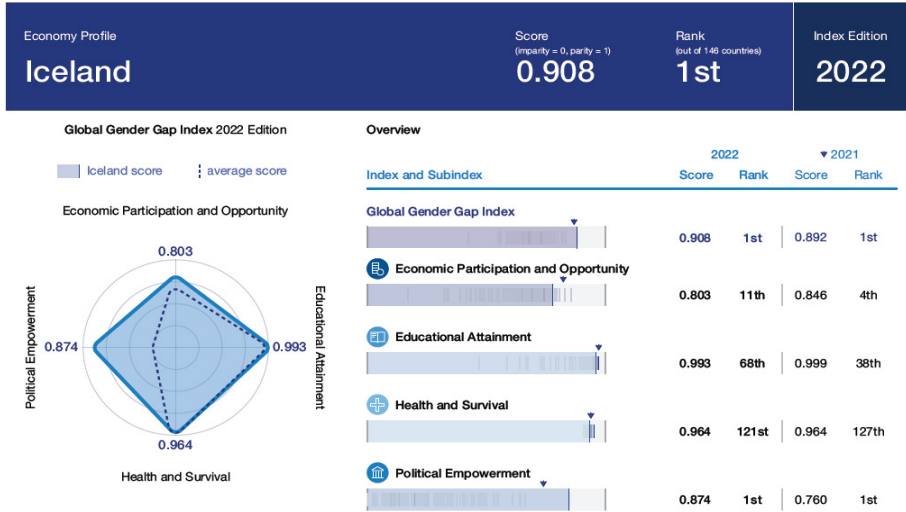 Economy Profile
Iceland
Score
(imparity = 0, parity = 1)
0.908
Rank
(out of 146 countries)
1st
Index Edition
2022
Global Gender Gap Index 2022 Edition
Iceland score
average score
Economic Participation and Opportunity
0.803
Political Empowerment
0.874
0.993
Educational Attainment
0.964
Health and Survival
Overview
2022 ▼ 2021
Index and Subindex Score Rank Score Rank
Global Gender Gap Index
0.908 1st 0.892 1st
Economic Participation and Opportunity
0.803 11th 0.846 4th
Educational Attainment
0.993 68th 0.999 38th
Health and Survival
0.964 121st 0.964 127th
Political Empowerment
0.874 1st 0.760 1st